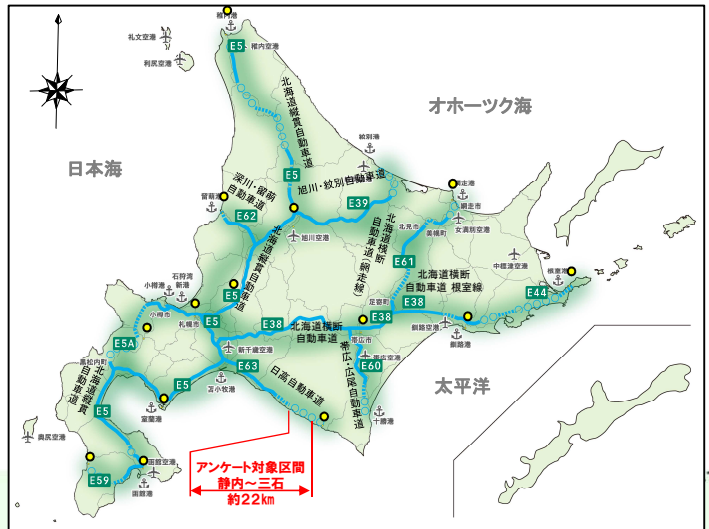 稚内港
礼文空港
稚内空港
利尻空港
E5
北海道縦貫自動車道
オホーツク海
日本海
紋別港
深川・留萌
自動車道
旭川・紋別自動車道
E5
留萌港
E62
E39
旭川空港
網走港
網走市
女満別空港
北見市
美幌町
北海道横断
自動車道(網走線)
E61
中標津空港
根室港
北海道縦貫自動車道
石狩湾
新港
小樽港
E5
小樽市
札幌市
E5
E38
北海道横断
自動車道
足寄町
E38
E38
北海道横断
自動車道 根室線
E44
釧路空港
釧路港
E5A
黒松内町
新千歳空港
E63
帯広市
帯広空港
E60
帯広・広尾自動車道
十勝港
太平洋
北海道縦貫
自動車道
E5
E5
室蘭港
苫小牧港
日高自動車道
奥尻空港
函館空港
函館港
E59
アンケート対象区間
静内~三石
約22km